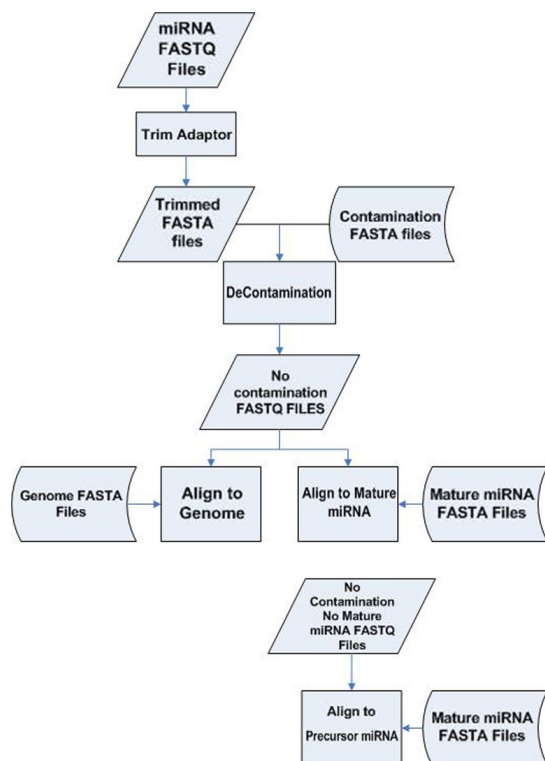 miRNA
FASTQ
Files
Trim Adaptor
Trimmed
FASTA
files
Contamination
FASTA files
DeContamination
No
contamination
FASTQ FILES
Genome FASTA
Files
Align to
Genome
Align to Mature
miRNA
Mature miRNA
FASTA Files
No
Contamination
No Mature
miRNA FASTQ
Files
Align to
Precursor miRNA
Mature miRNA
FASTA Files